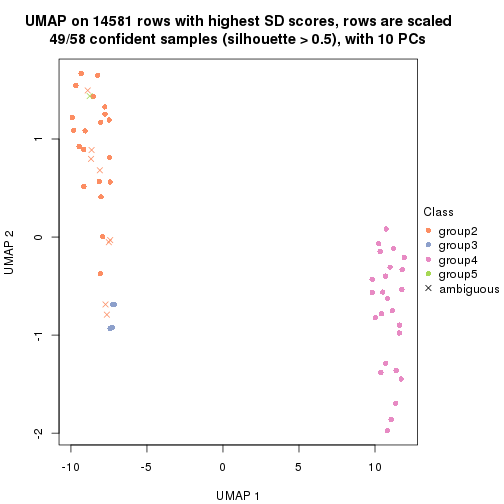 UMAP on 14581 rows with highest SD scores, rows are scaled
49/58 confident samples (silhouette > 0.5), with 10 PCs
UMAP 2
1
0
-1
-2
-10
-5
0
5
10
UMAP 1
Class
group2
group3
group4
group5
ambiguous